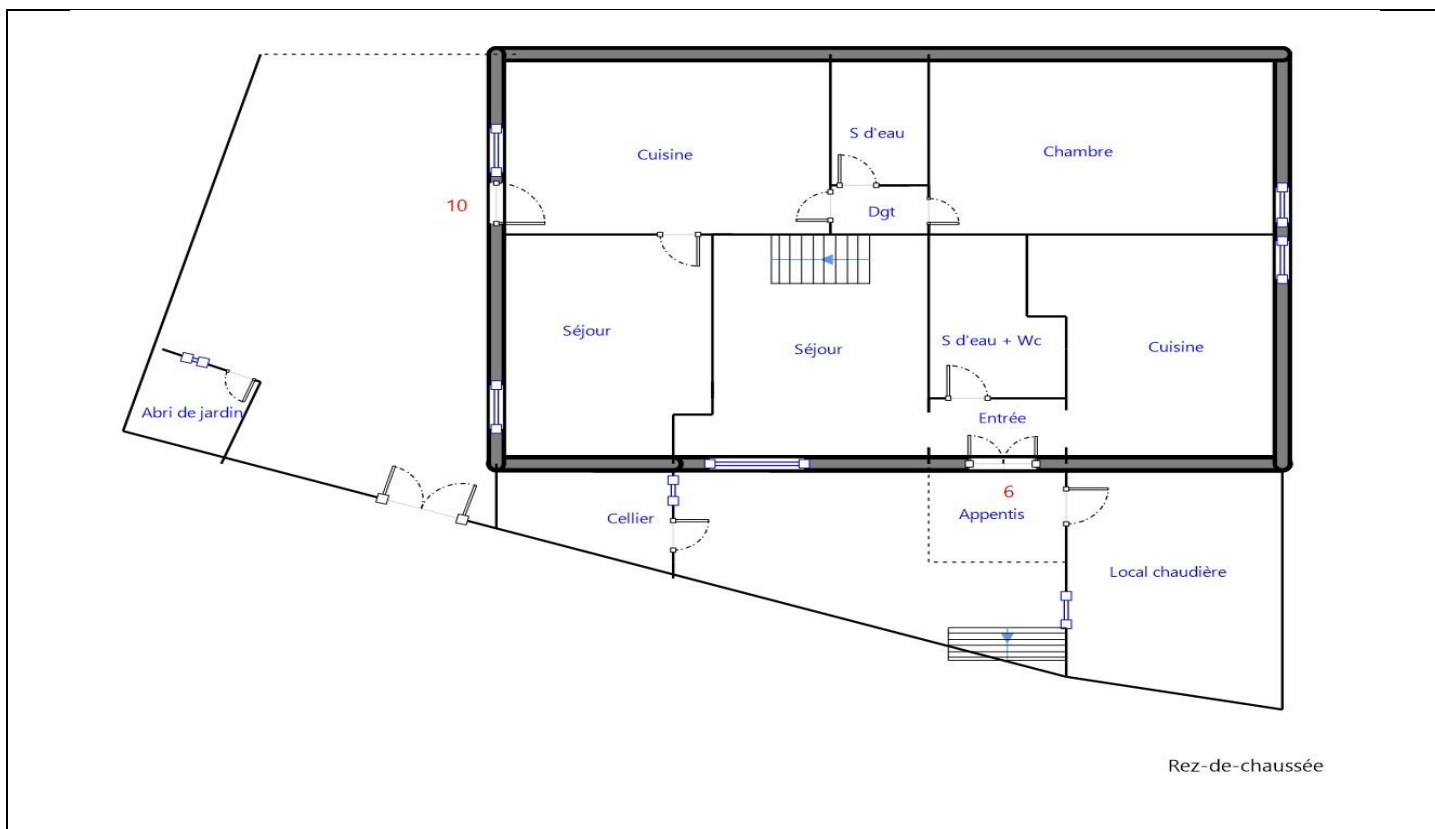 S d'eau
Cuisine
Chambre
10
Dgt
Séjour
Séjour
S d'eau + Wc
Cuisine
Abri de jardin
Entrée
6
Cellier
Appentis
Local chaudière
Rez-de-chaussée